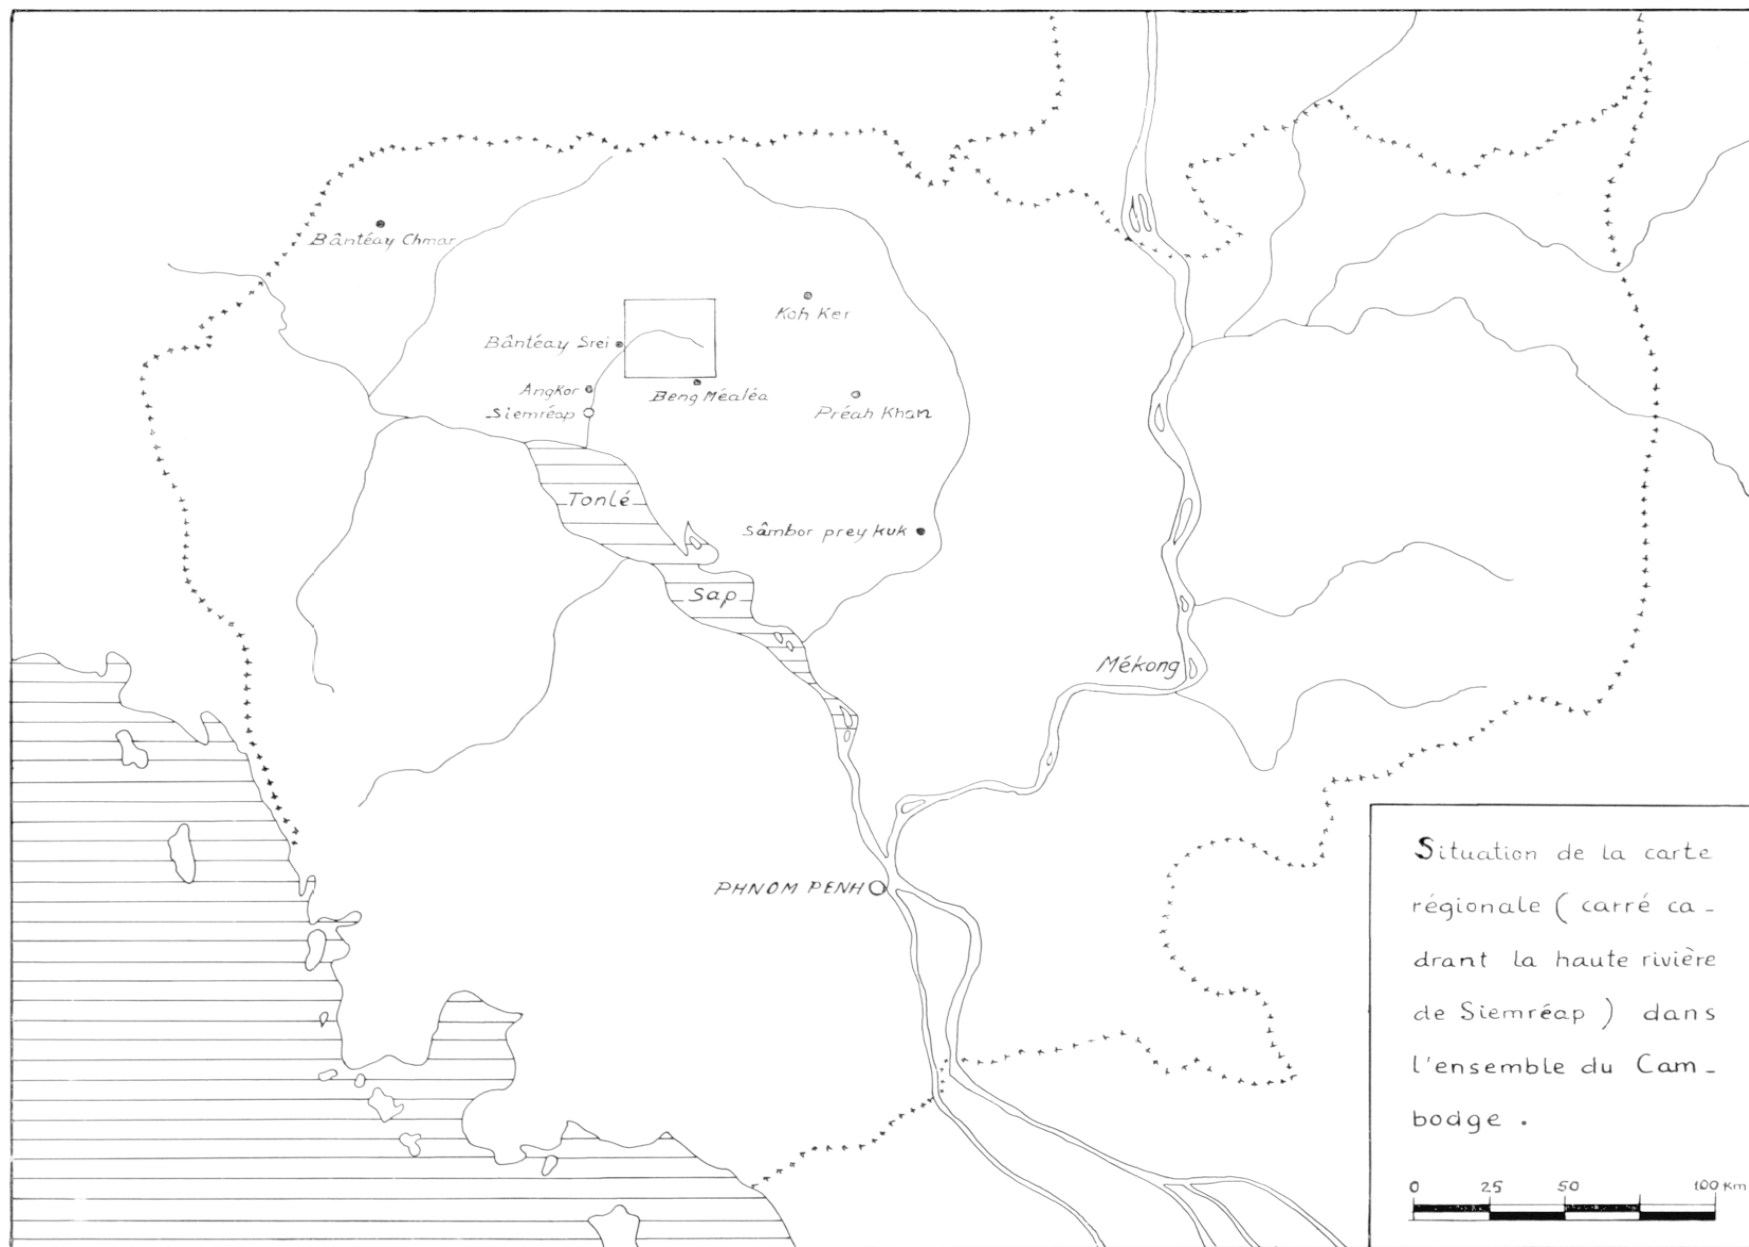 Bântéay Chmar
Koh Ker
Bântéay Srei
Angkor
Siemréap
Beng Méaléa
Préah Khan
Tonlé
Sâmbor prey Kuk
Sap
Mékong
PHNOM PENH
Situation de la carte
régionale ( carré ca_
drant la haute rivière
de Siemréap ) dans
l'ensemble du Cam_
bodge .
0 25 50 100 Km